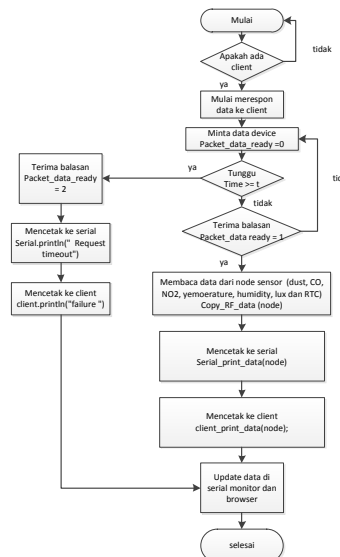 Mulai
Apakah ada
client
tidak
ya
Mulai merespon
data ke client
Minta data device
Packet_data_ready =0
Terima balasan
Packet_data_ready
= 2
ya
Tunggu
Time >= t
tidak
Mencetak ke serial
Serial.println(" Request
timeout")
Terima balasan
Packet_data ready = 1
ya
Mencetak ke client
client.println("failure ")
Membaca data dari node sensor (dust, CO,
NO2, yemoerature, humidity, lux dan RTC)
Copy_RF_data (node)
Mencetak ke serial
Serial_print_data(node)
Mencetak ke client
client_print_data(node);
Update data di
serial monitor dan
browser
selesai